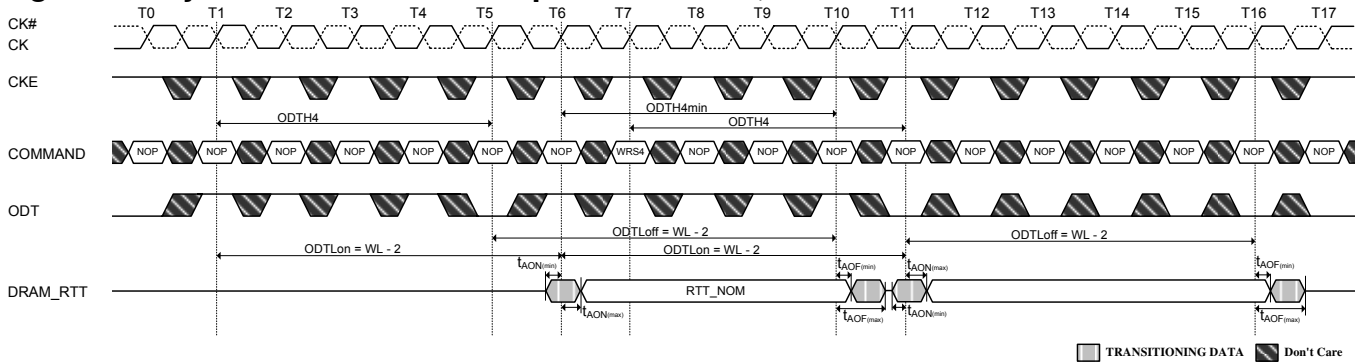 T0 T1 T2 T3 T4 T5 T6 T7 T8 T9 T10 T11 T12 T13 T14 T15 T16 T17
CK#
CK
CKE
ODTH4min
ODTH4 ODTH4
COMMAND NOP NOP NOP NOP NOP NOP NOP WRS4 NOP NOP NOP NOP NOP NOP NOP NOP NOP NOP
ODT
ODTLoff = WL - 2 ODTLoff = WL - 2
ODTLon = WL - 2 ODTLon = WL - 2
tAON(min) tAOF(min) tAON(max) tAOF(min)
DRAM_RTT RTT_NOM
tAON(max) tAOF(max) tAON(min) tAOF(max)
TRANSITIONING DATA Don't Care